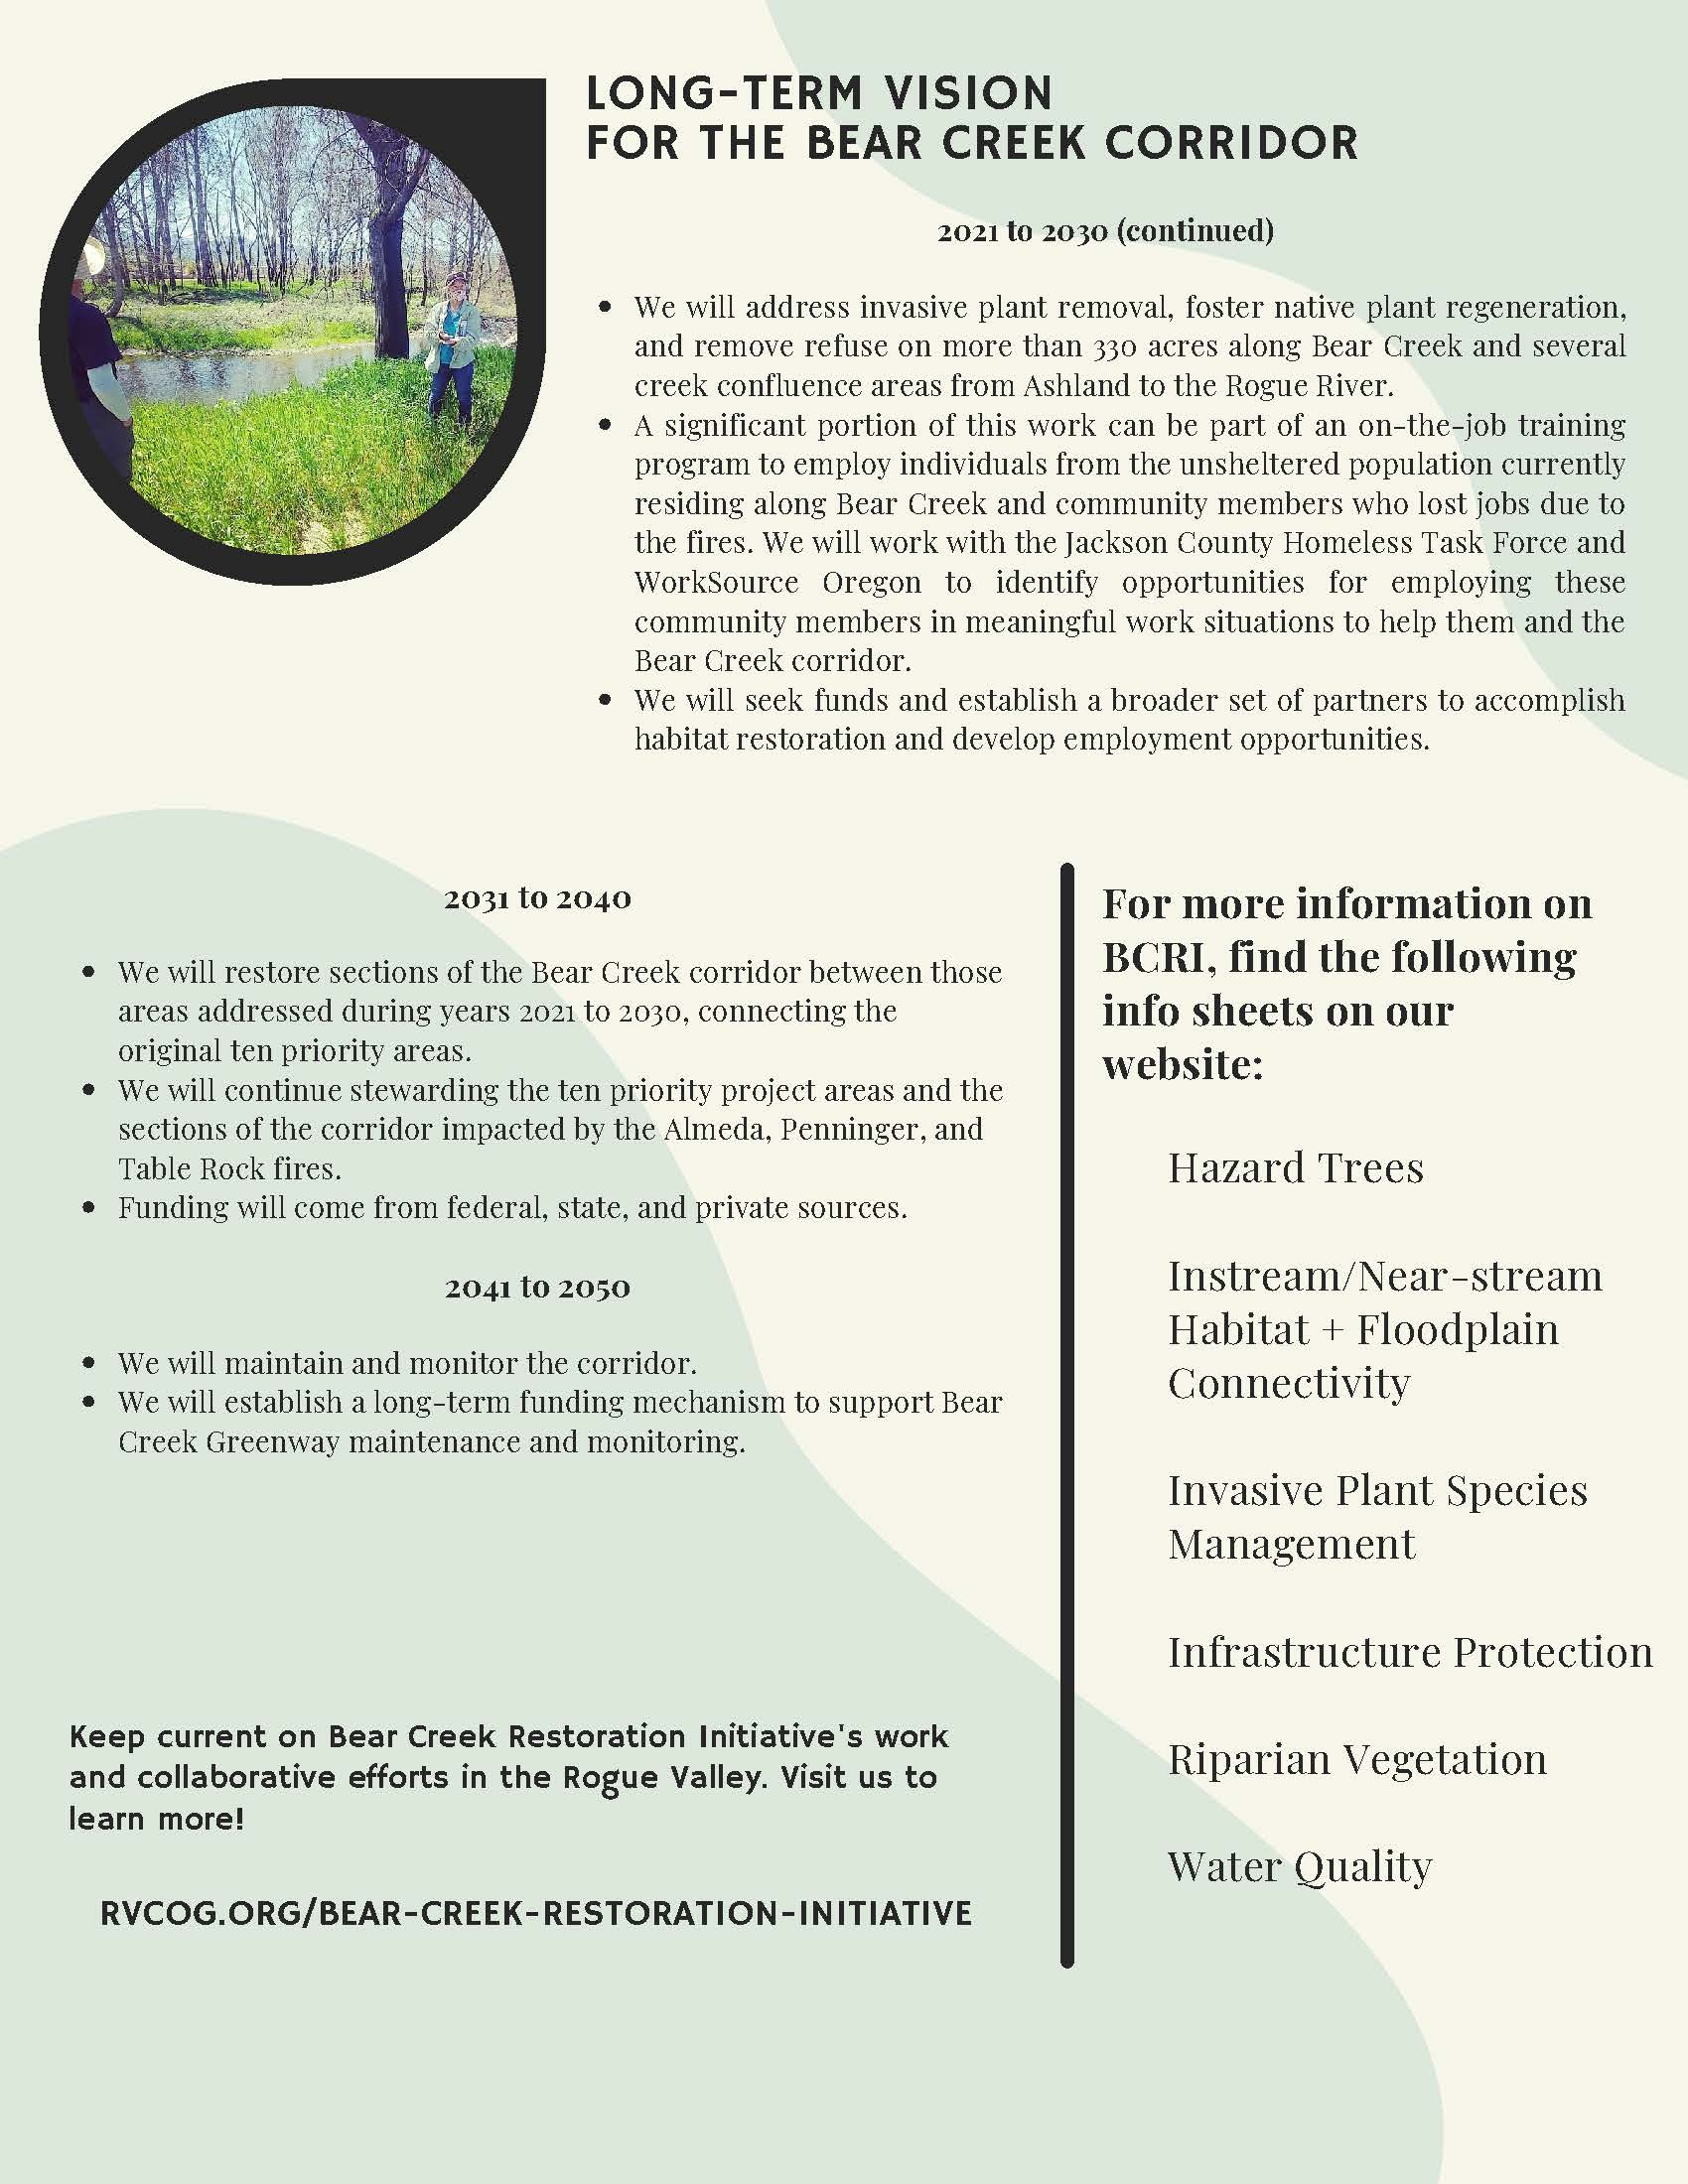 LONG-TERM VISION
FOR THE BEAR CREEK CORRIDOR
2021 to 2030 (continued)
• We will address invasive plant removal, foster native plant regeneration,
and remove refuse on more than 330 acres along Bear Creek and several
creek confluence areas from Ashland to the Rogue River.
• A significant portion of this work can be part of an on-the-job training
program to employ individuals from the unsheltered population currently
residing along Bear Creek and community members who lost jobs due to
the fires. We will work with the Jackson County Homeless Task Force and
WorkSource Oregon to identify opportunities for employing these
community members in meaningful work situations to help them and the
Bear Creek corridor.
• We will seek funds and establish a broader set of partners to accomplish
habitat restoration and develop employment opportunities.
2031 to 2040
• We will restore sections of the Bear Creek corridor between those
areas addressed during years 2021 to 2030, connecting the
original ten priority areas.
• We will continue stewarding the ten priority project areas and the
sections of the corridor impacted by the Almeda, Penninger, and
Table Rock fires.
• Funding will come from federal, state, and private sources.
2041 to 2050
• We will maintain and monitor the corridor.
• We will establish a long-term funding mechanism to support Bear
Creek Greenway maintenance and monitoring.
Keep current on Bear Creek Restoration Initiative's work
and collaborative efforts in the Rogue Valley. Visit us to
learn more!
RVCOG.ORG/BEAR-CREEK-RESTORATION-INITIATIVE
For more information on
BCRI, find the following
info sheets on our
website:
Hazard Trees
Instream/Near-stream
Habitat + Floodplain
Connectivity
Invasive Plant Species
Management
Infrastructure Protection
Riparian Vegetation
Water Quality